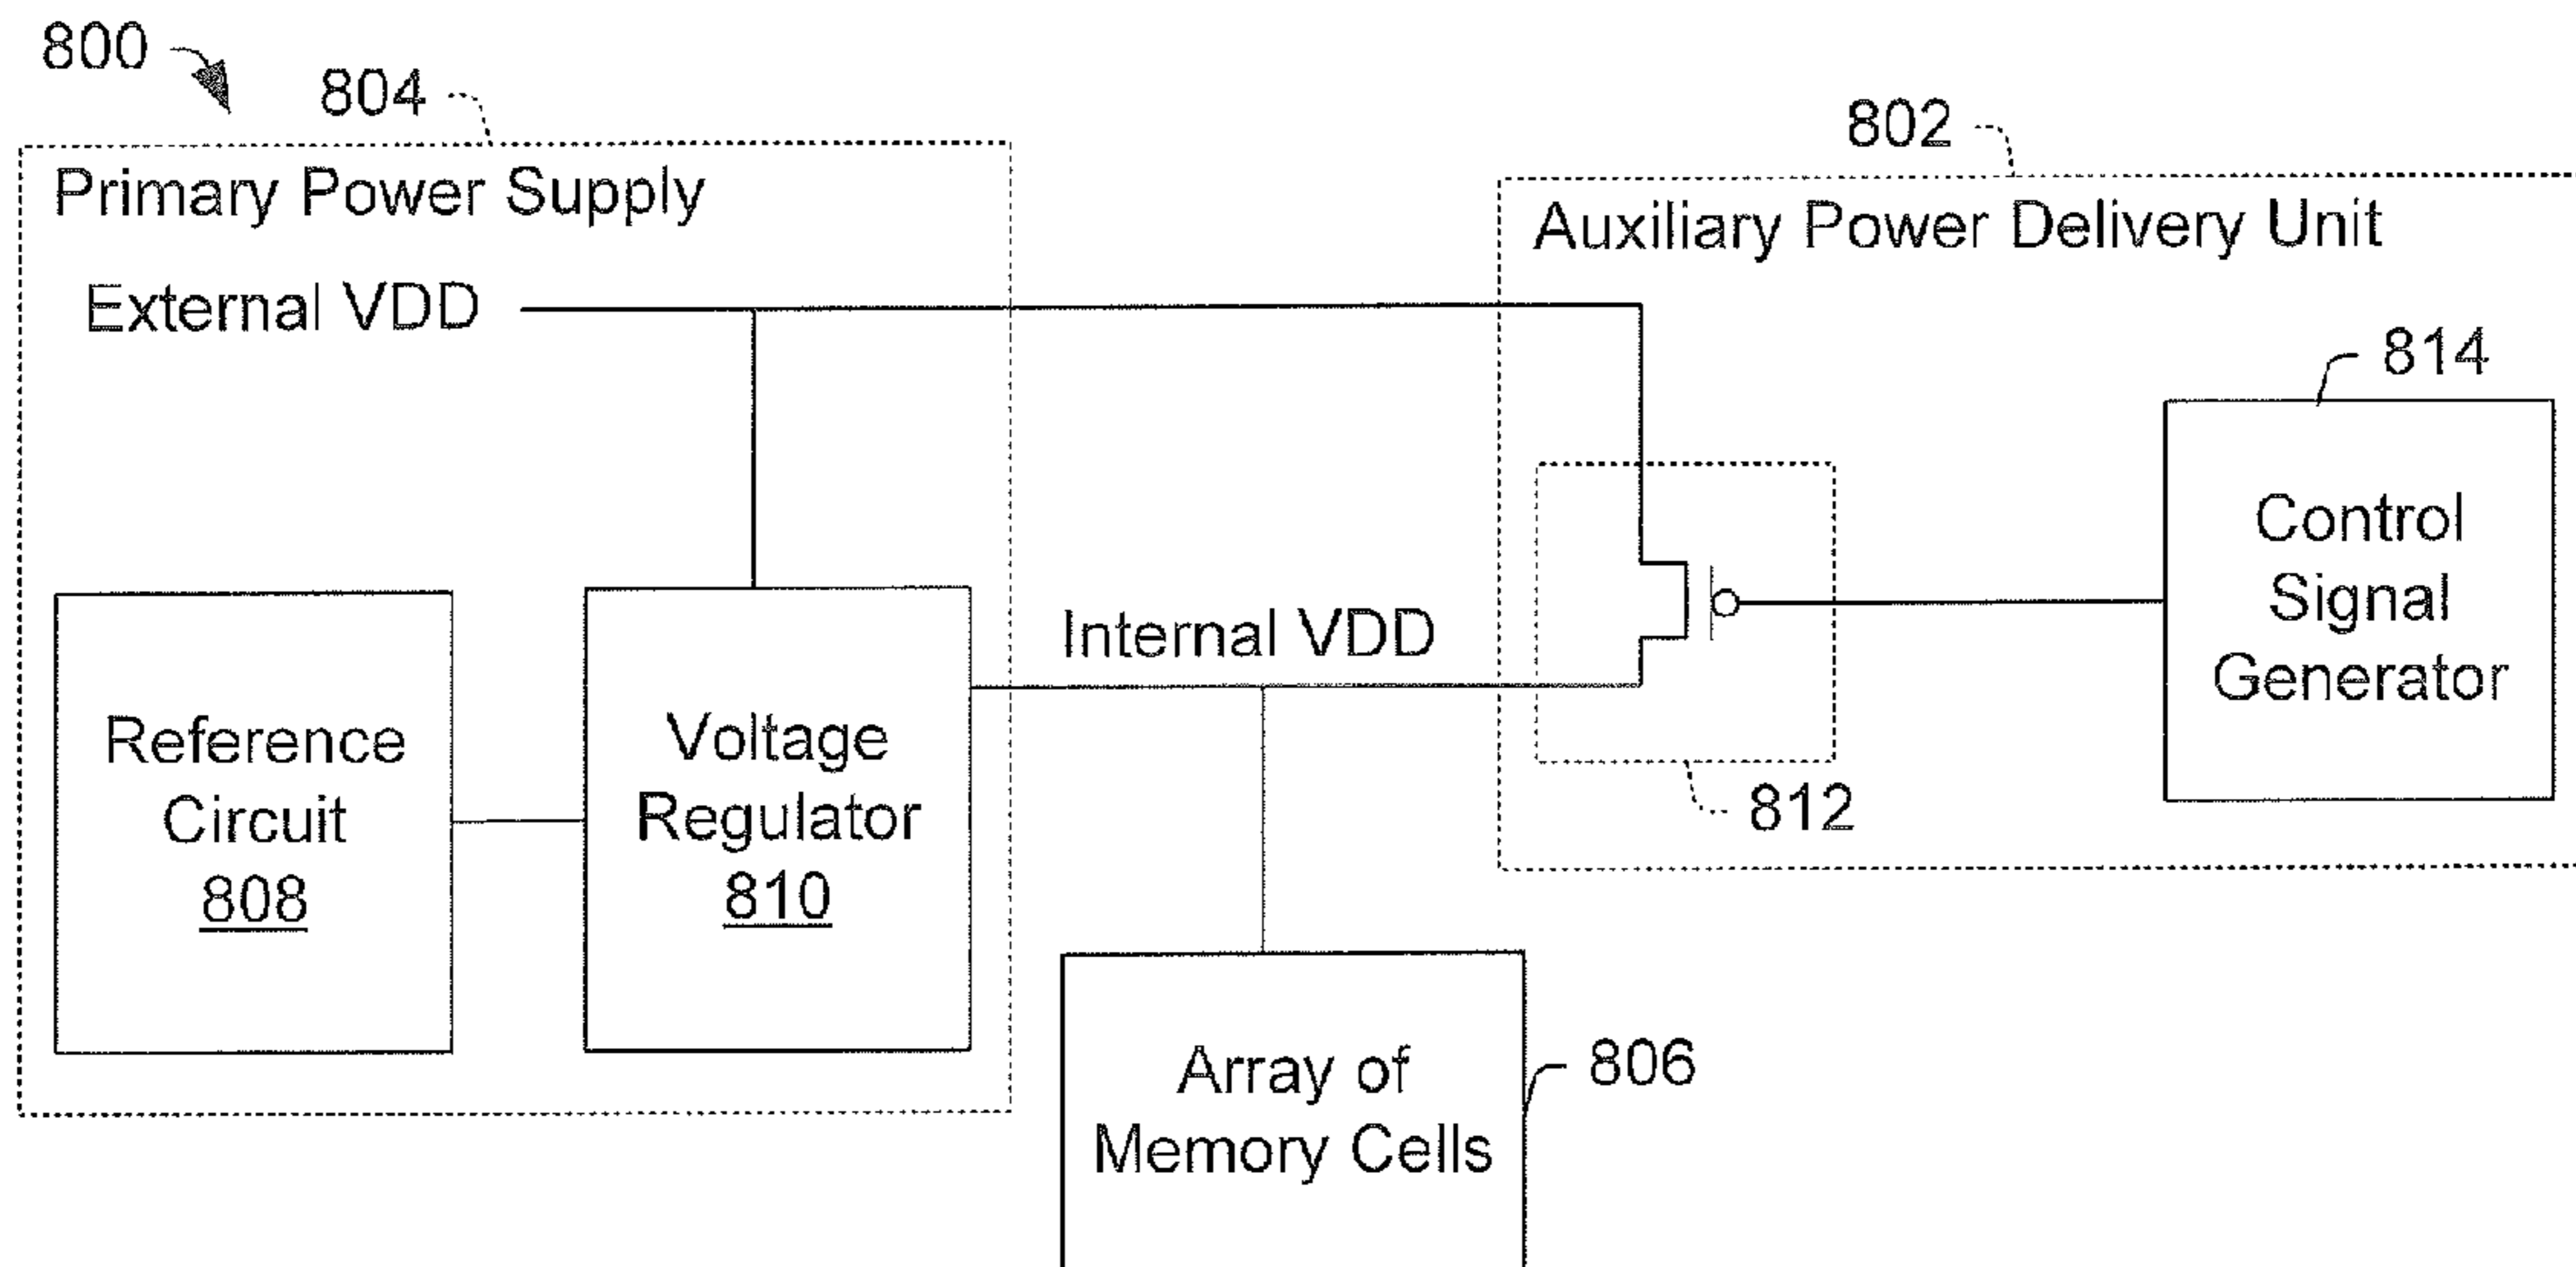 800
804
802
Primary Power Supply
Auxiliary Power Delivery Unit
External VDD
814
Control
Signal
Generator
Internal VDD
Reference
Circuit
808
Voltage
Regulator
810
812
Array of
Memory Cells
806